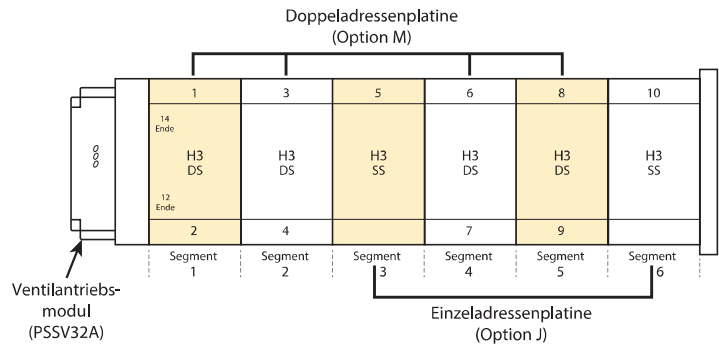 Doppeladressenplatine
(Option M)
1 3 5 6 8 10
14
Ende
H3 H3 H3 H3 H3 H3
DS DS SS DS DS SS
12
Ende
2 4 7 9
Segment Segment Segment Segment Segment Segment
1 2 3 4 5 6
Ventilantriebs-
modul
(PSSV32A)
Einzeladressenplatine
(Option J)